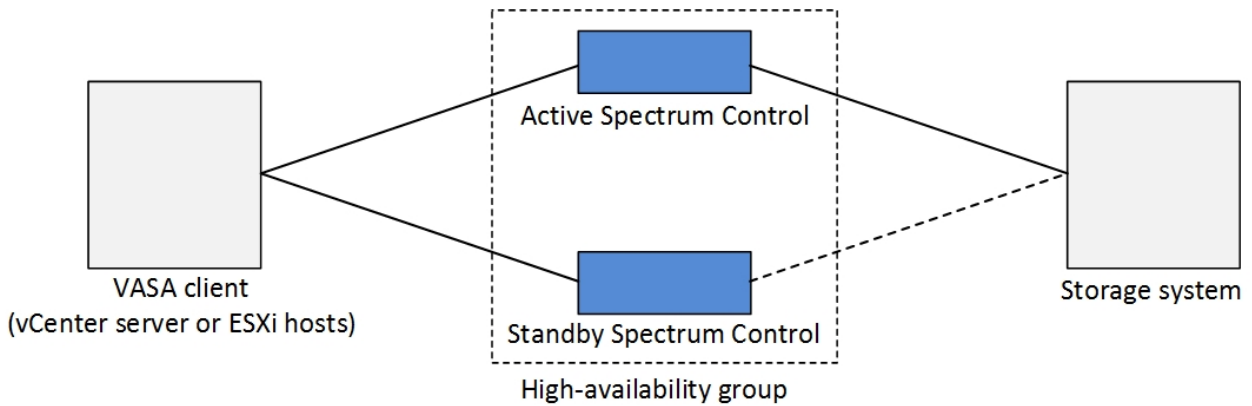 Active Spectrum Control
VASA client
(vCenter server or ESXi hosts)
Storage system
Standby Spectrum Control
High-availability group